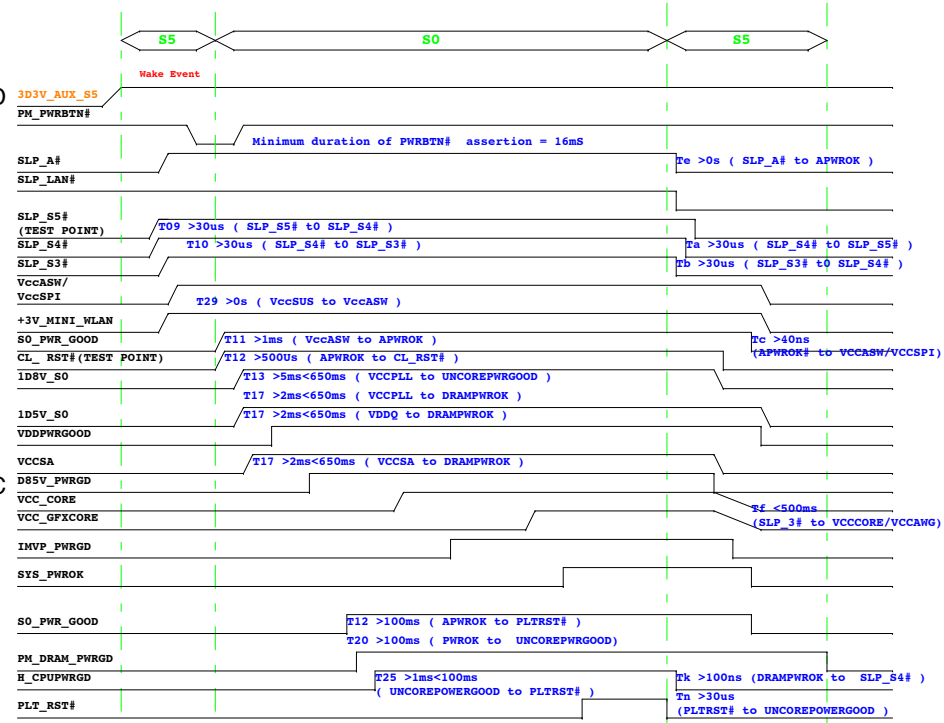 S5 S0 S5
Wake Event
D
3D3V_AUX_S5
PM_PWRBTN#
Minimum duration of PWRBTN# assertion = 16mS
SLP_A#
Te >0s ( SLP_A# to APWROK )
SLP_LAN#
SLP_S5#
(TEST POINT)
T09 >30us ( SLP_S5# t0 SLP_S4# )
SLP_S4#
T10 >30us ( SLP_S4# t0 SLP_S3# )
Ta >30us ( SLP_S4# t0 SLP_S5# )
SLP_S3#
Tb >30us ( SLP_S3# t0 SLP_S4# )
VccASW/
VccSPI
T29 >0s ( VccSUS to VccASW )
+3V_MINI_WLAN
S0_PWR_GOOD
T11 >1ms ( VccASW to APWROK )
Tc >40ns
(APWROK# to VCCASW/VCCSPI)
CL_ RST#(TEST POINT)
T12 >500Us ( APWROK to CL_RST# )
1D8V_S0
T13 >5ms<650ms ( VCCPLL to UNCOREPWRGOOD )
T17 >2ms<650ms ( VCCPLL to DRAMPWROK )
1D5V_S0
T17 >2ms<650ms ( VDDQ to DRAMPWROK )
VDDPWRGOOD
VCCSA
T17 >2ms<650ms ( VCCSA to DRAMPWROK )
D85V_PWRGD
C
VCC_CORE
Tf <500ms
(SLP_3# to VCCCORE/VCCAWG)
VCC_GFXCORE
IMVP_PWRGD
SYS_PWROK
S0_PWR_GOOD
T12 >100ms ( APWROK to PLTRST# )
T20 >100ms ( PWROK to UNCOREPWRGOOD)
PM_DRAM_PWRGD
H_CPUPWRGD
T25 >1ms<100ms
( UNCOREPOWERGOOD to PLTRST# )
Tk >100ns (DRAMPWROK to SLP_S4# )
PLT_RST#
Tn >30us
(PLTRST# to UNCOREPOWERGOOD )